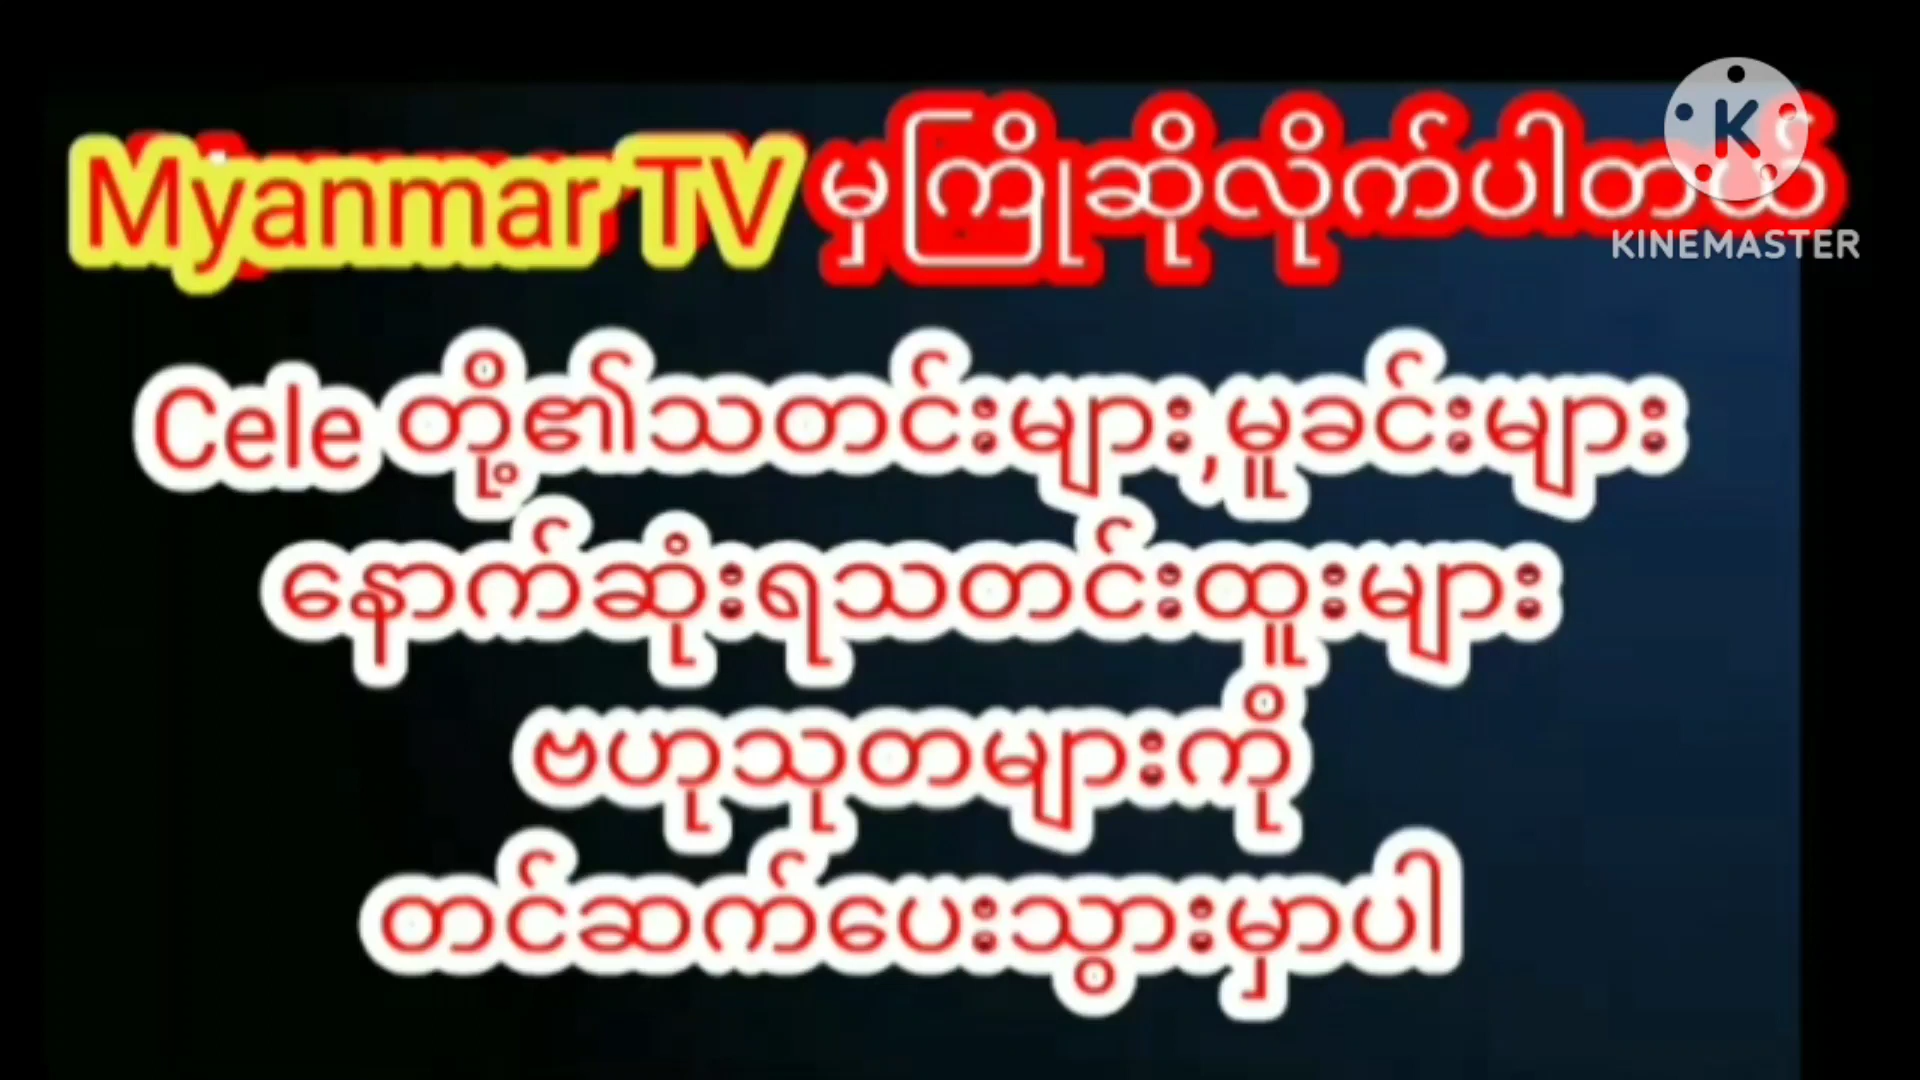 Myanmar TV မှကြိုဆိုလိုက်ပါတယ်
KINEMASTER
Cele တို့၏သတင်းများ,မူခင်းများ
နောက်ဆုံးရသတင်းထူးများ
ဗဟုသုတများကို
တင်ဆက်ပေးသွားမှာပါ